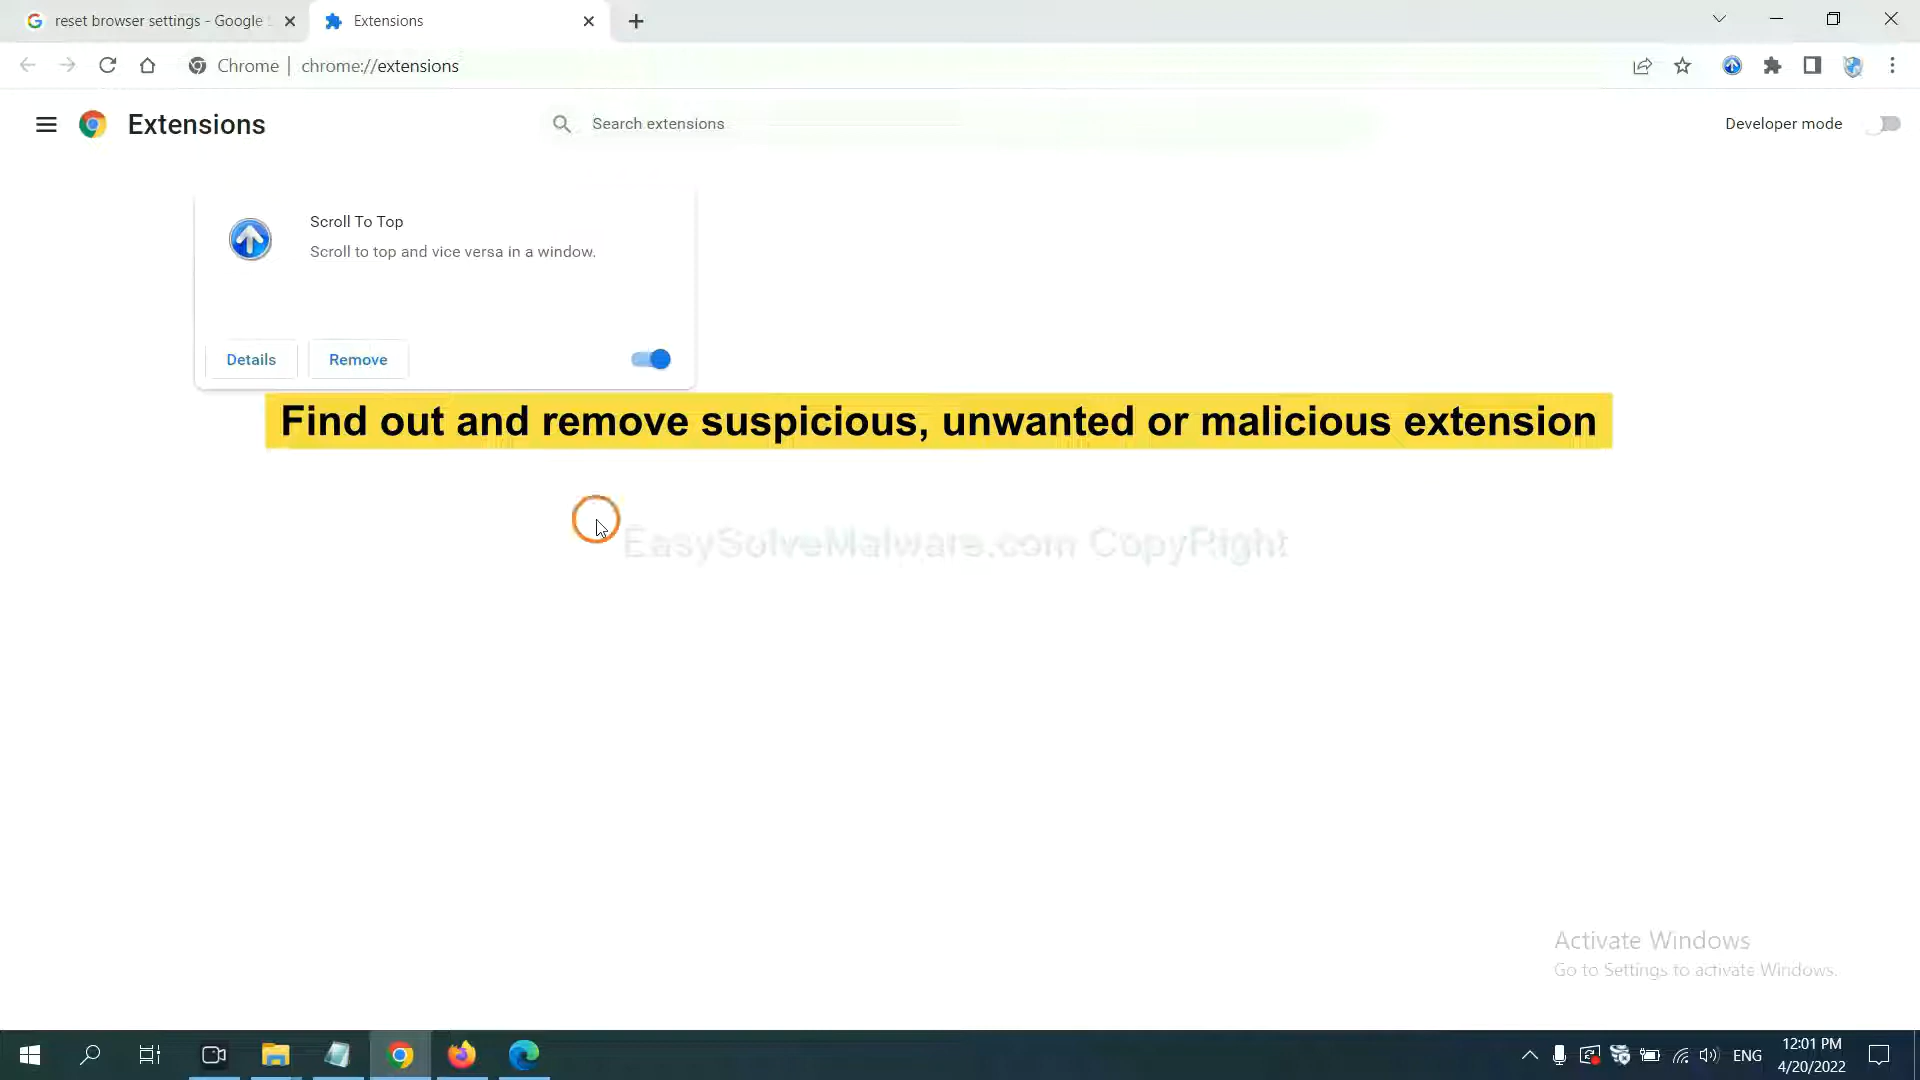 reset browser settings - Google
Extensions
Chrome | chrome://extensions
Extensions
Search extensions
Developer mode
Scroll To Top
Scroll to top and vice versa in a window.
Details
Remove
Find out and remove suspicious, unwanted or malicious extension
EasySolveMalware.com CopyRight
Activate Windows
Go to Settings to activate Windows.
ENG
12:01 PM
4/20/2022